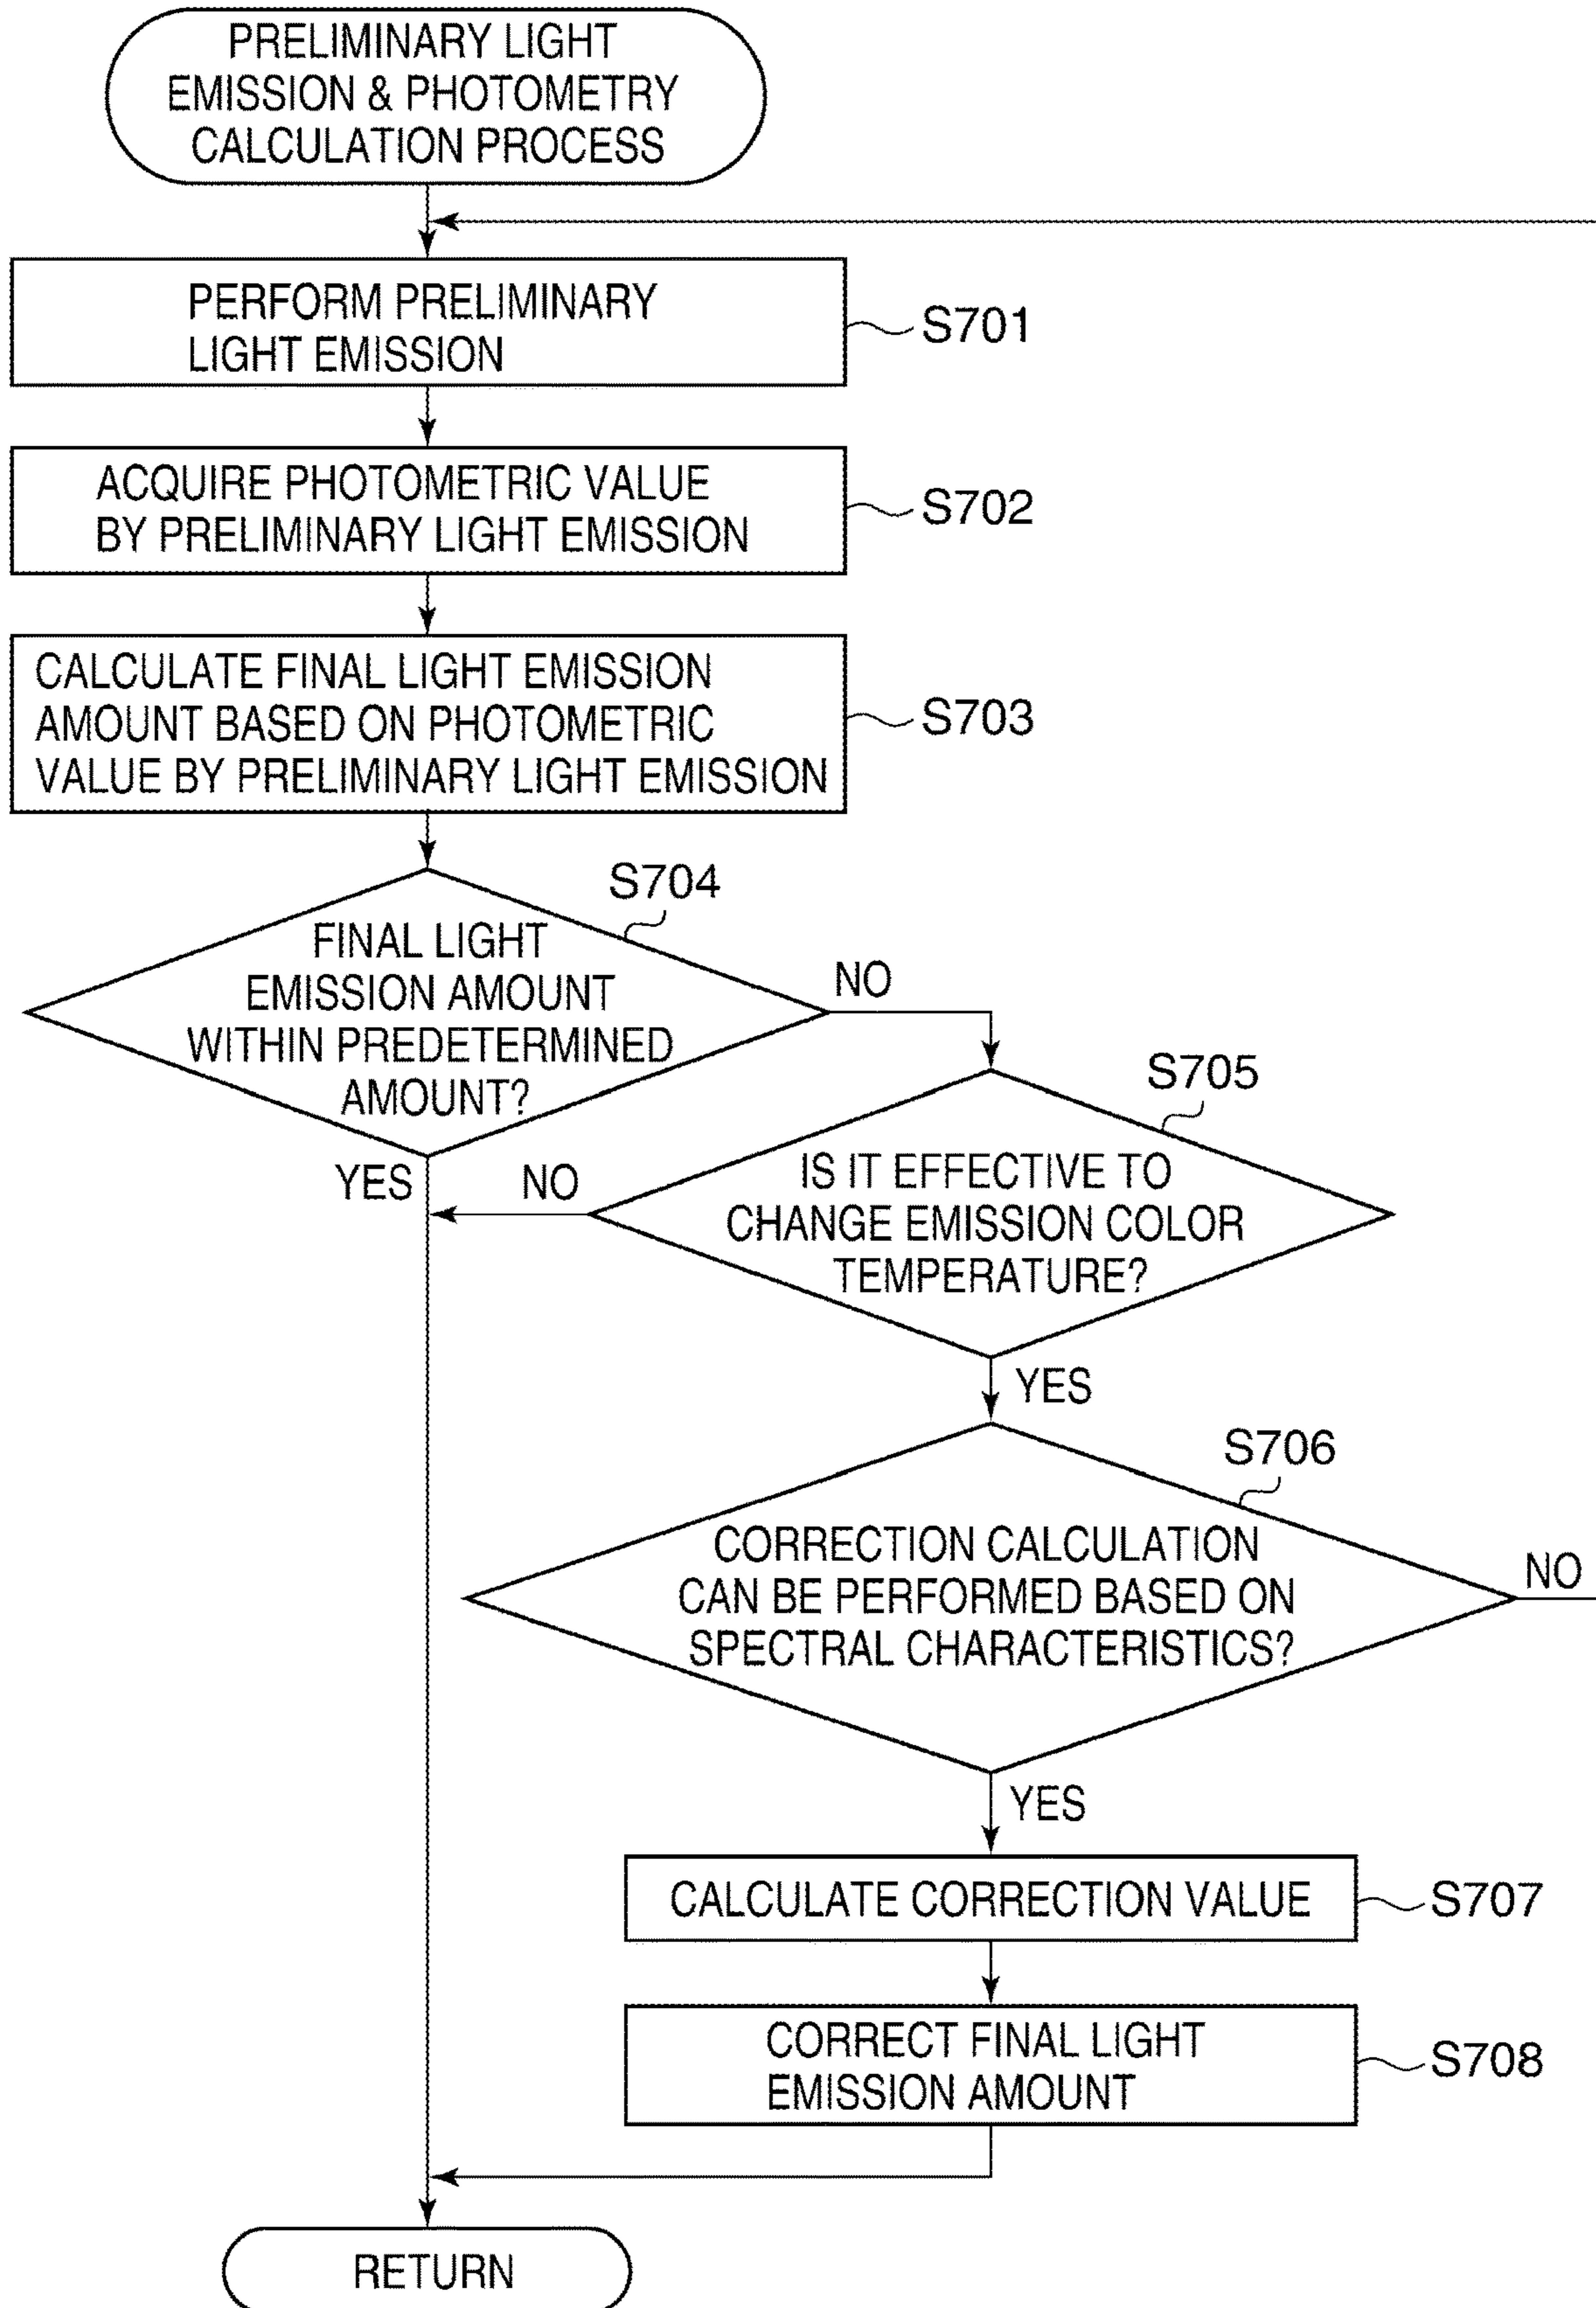 PRELIMINARY LIGHT
EMISSION & PHOTOMETRY
CALCULATION PROCESS
PERFORM PRELIMINARY
LIGHT EMISSION
S701
ACQUIRE PHOTOMETRIC VALUE
BY PRELIMINARY LIGHT EMISSION
S702
CALCULATE FINAL LIGHT EMISSION
AMOUNT BASED ON PHOTOMETRIC
VALUE BY PRELIMINARY LIGHT EMISSION
S703
S704
FINAL LIGHT
EMISSION AMOUNT
WITHIN PREDETERMINED
AMOUNT?
NO
YES
S705
IS IT EFFECTIVE TO
CHANGE EMISSION COLOR
TEMPERATURE?
NO
YES
S706
CORRECTION CALCULATION
CAN BE PERFORMED BASED ON
SPECTRAL CHARACTERISTICS?
NO
YES
CALCULATE CORRECTION VALUE
S707
CORRECT FINAL LIGHT
EMISSION AMOUNT
S708
RETURN